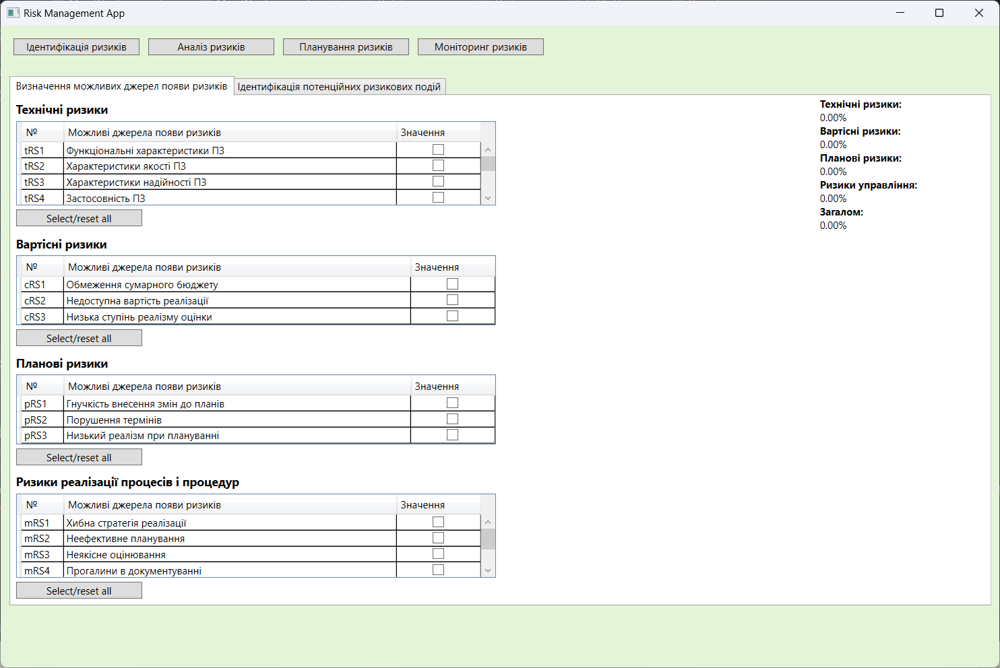 Risk Management App
Ідентифікація ризиків
Аналіз ризиків
Планування ризиків
Моніторинг ризиків
Визначення можливих джерел появи ризиків
Ідентифікація потенційних ризикових подій
Технічні ризики
№ Можливі джерела появи ризиків Значення
tRS1 Функціональні характеристики ПЗ
tRS2 Характеристики якості ПЗ
tRS3 Характеристики надійності ПЗ
tRS4 Застосовність ПЗ
Select/reset all
Вартісні ризики
№ Можливі джерела появи ризиків Значення
cRS1 Обмеження сумарного бюджету
cRS2 Недоступна вартість реалізації
cRS3 Низька ступінь реалізму оцінки
Select/reset all
Планові ризики
№ Можливі джерела появи ризиків Значення
pRS1 Гнучкість внесення змін до планів
pRS2 Порушення термінів
pRS3 Низький реалізм при плануванні
Select/reset all
Ризики реалізації процесів і процедур
№ Можливі джерела появи ризиків Значення
mRS1 Хибна стратегія реалізації
mRS2 Неефективне планування
mRS3 Неякісне оцінювання
mRS4 Прогалини в документуванні
Select/reset all
Технічні ризики:
0.00%
Вартісні ризики:
0.00%
Планові ризики:
0.00%
Ризики управління:
0.00%
Загалом:
0.00%